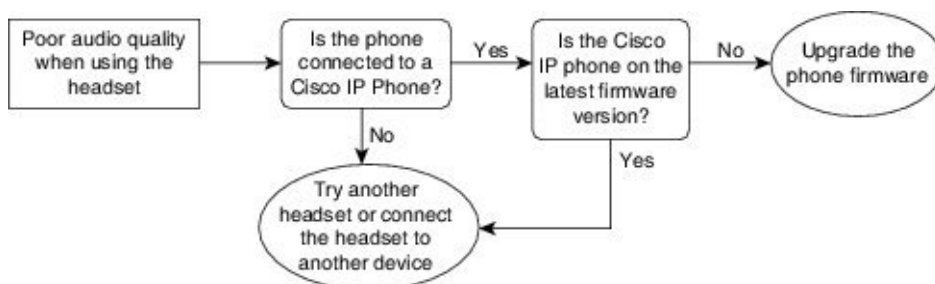 Poor audio quality
when using the
headset
Is the phone
connected to a
Cisco IP Phone?
Yes
Is the Cisco
IP phone on the
latest firmware
version?
No
Upgrade the
phone firmware
No
Yes
Try another
headset or connect
the headset to
another device